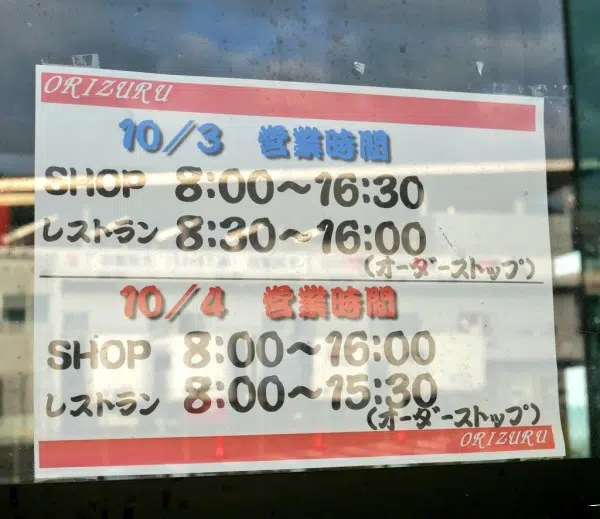 ORIZURU
10/3 営業時間
SHOP 8:00～16:30
レストラン 8:30～16:00
(オーダーストップ)
10/4 営業時間
SHOP 8:00～16:00
レストラン 8:00～15:30
(オーダーストップ)
ORIZURU